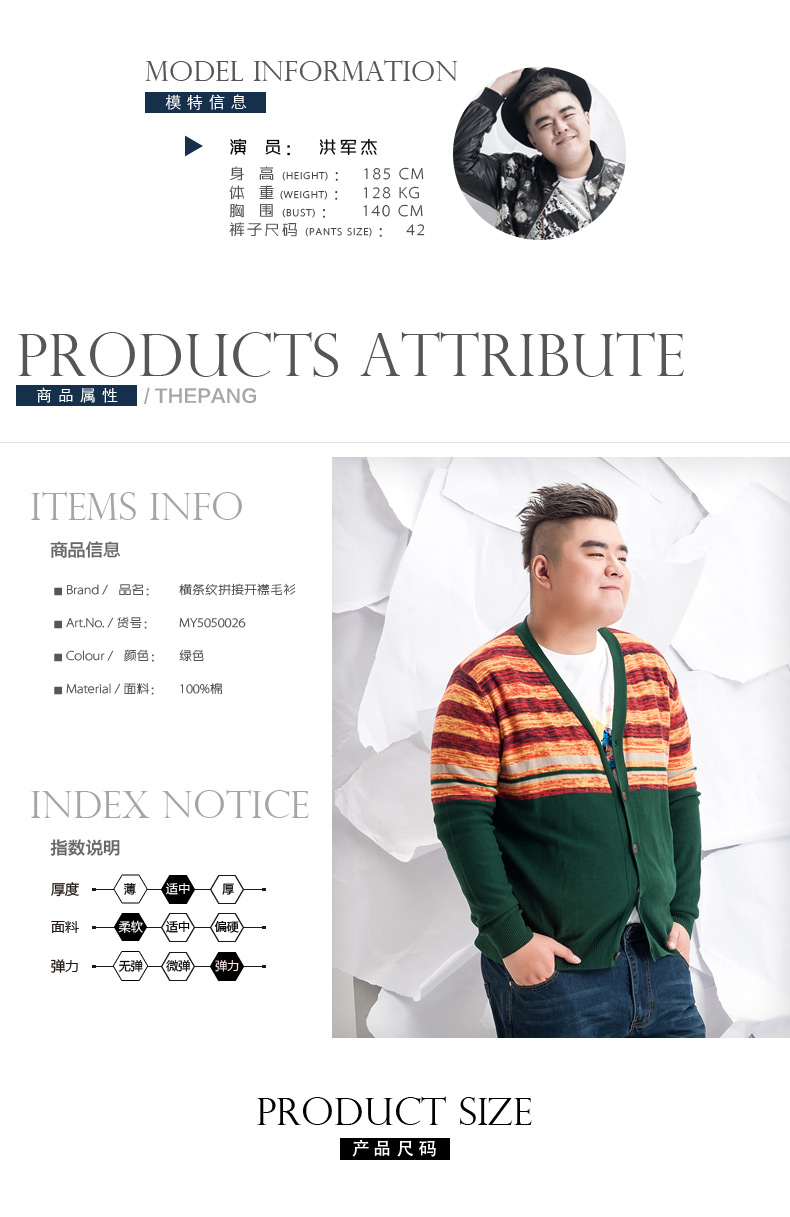 MODEL INFORMATION
模特信息
演 员： 洪军杰
身 高 (HEIGHT)： 185 CM
体 重 (WEIGHT)： 128 KG
胸 围 (BUST)： 140 CM
裤子尺码 (PANTS SIZE)： 42
PRODUCTS ATTRIBUTE
商品属性 / THEPANG
ITEMS INFO
商品信息
■ Brand / 品名： 横条纹拼接开襟毛衫
■ Art.No. / 货号： MY5050026
■ Colour / 颜色： 绿色
■ Material / 面料： 100%棉
INDEX NOTICE
指数说明
厚度 薄 适中 厚
面料 柔软 适中 偏硬
弹力 无弹 微弹 弹力
PRODUCT SIZE
产品尺码